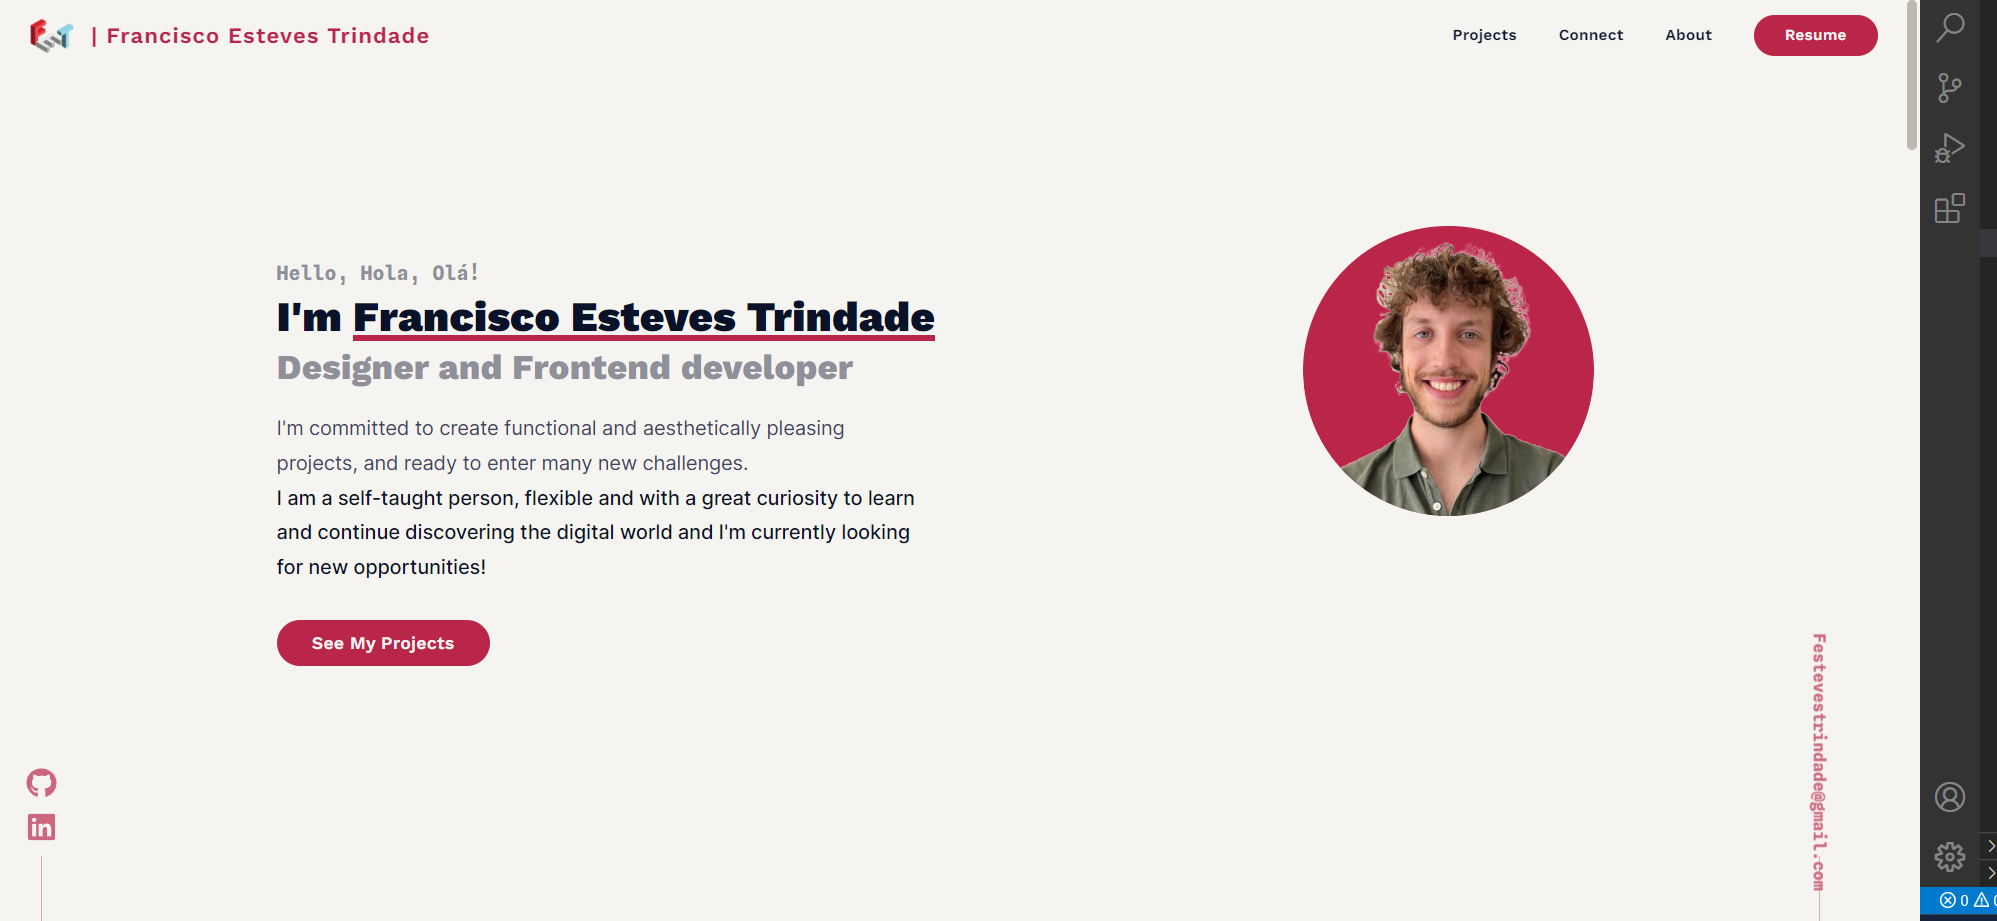 | Francisco Esteves Trindade
Projects
Connect
About
Resume
Hello, Hola, Olá!
I'm Francisco Esteves Trindade
Designer and Frontend developer
I'm committed to create functional and aesthetically pleasing
projects, and ready to enter many new challenges.
I am a self-taught person, flexible and with a great curiosity to learn
and continue discovering the digital world and I'm currently looking
for new opportunities!
See My Projects
Festevestrindade@gmail.com
in
0